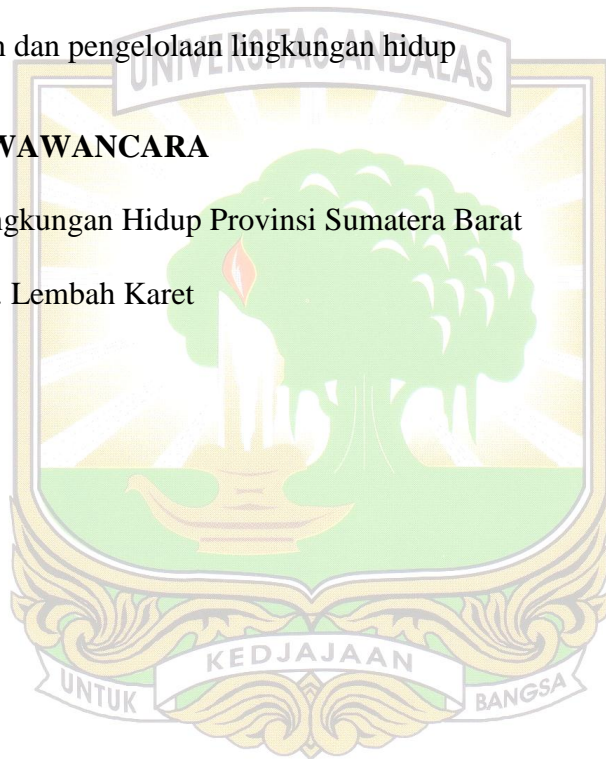 n dan pengelolaan lingkungan hidup
UNIVERSITAS ANDALAS
WAWANCARA
ngkungan Hidup Provinsi Sumatera Barat
. Lembah Karet
KEDJAJAAN
UNTUK BANGSA